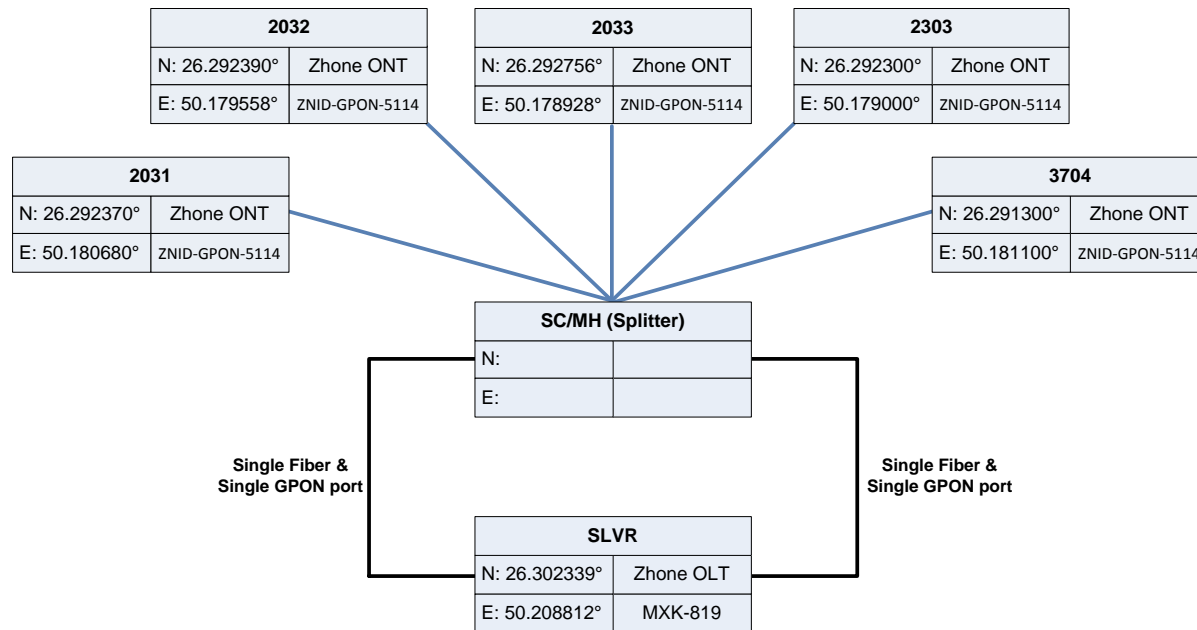 2032
N: 26.292390° Zhone ONT
E: 50.179558° ZNID-GPON-5114
2033
N: 26.292756° Zhone ONT
E: 50.178928° ZNID-GPON-5114
2303
N: 26.292300° Zhone ONT
E: 50.179000° ZNID-GPON-5114
2031
N: 26.292370° Zhone ONT
E: 50.180680° ZNID-GPON-5114
3704
N: 26.291300° Zhone ONT
E: 50.181100° ZNID-GPON-5114
SC/MH (Splitter)
N:
E:
Single Fiber &
Single GPON port
Single Fiber &
Single GPON port
SLVR
N: 26.302339° Zhone OLT
E: 50.208812° MXK-819